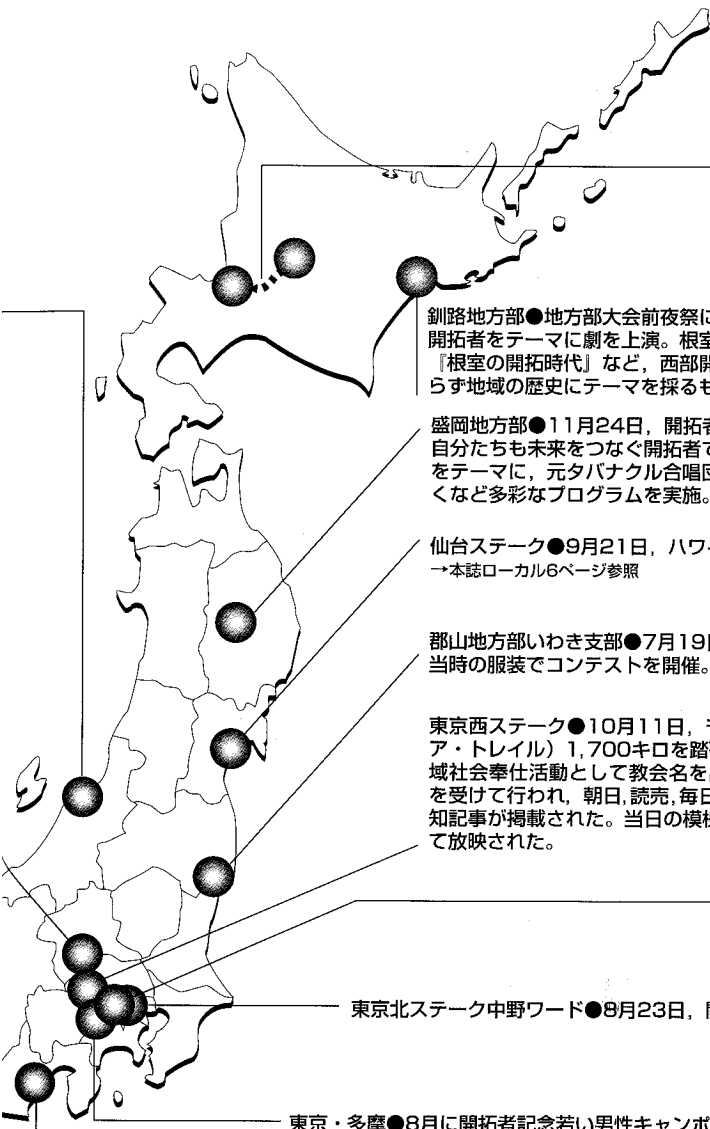 釧路地方部●地方部大会前夜祭に
開拓者をテーマに劇を上演。根室
『根室の開拓時代』など，西部開
らず地域の歴史にテーマを採るも
盛岡地方部●11月24日，開拓者
自分たちも未来をつなぐ開拓者で
をテーマに，元タバナクル合唱団
くなど多彩なプログラムを実施。
仙台ステーク●9月21日，ハワイ
→本誌ローカル6ページ参照
郡山地方部いわき支部●7月19日
当時の服装でコンテストを開催。
東京西ステーク●10月11日，
ア・トレイル）1,700キロを踏
域社会奉仕活動として教会名を
を受けて行われ，朝日,読売,毎日
知記事が掲載された。当日の模様
て放映された。
東京北ステーク中野ワード●8月23日，
東京・多摩●8月に開拓者記念若い男性キャンポ